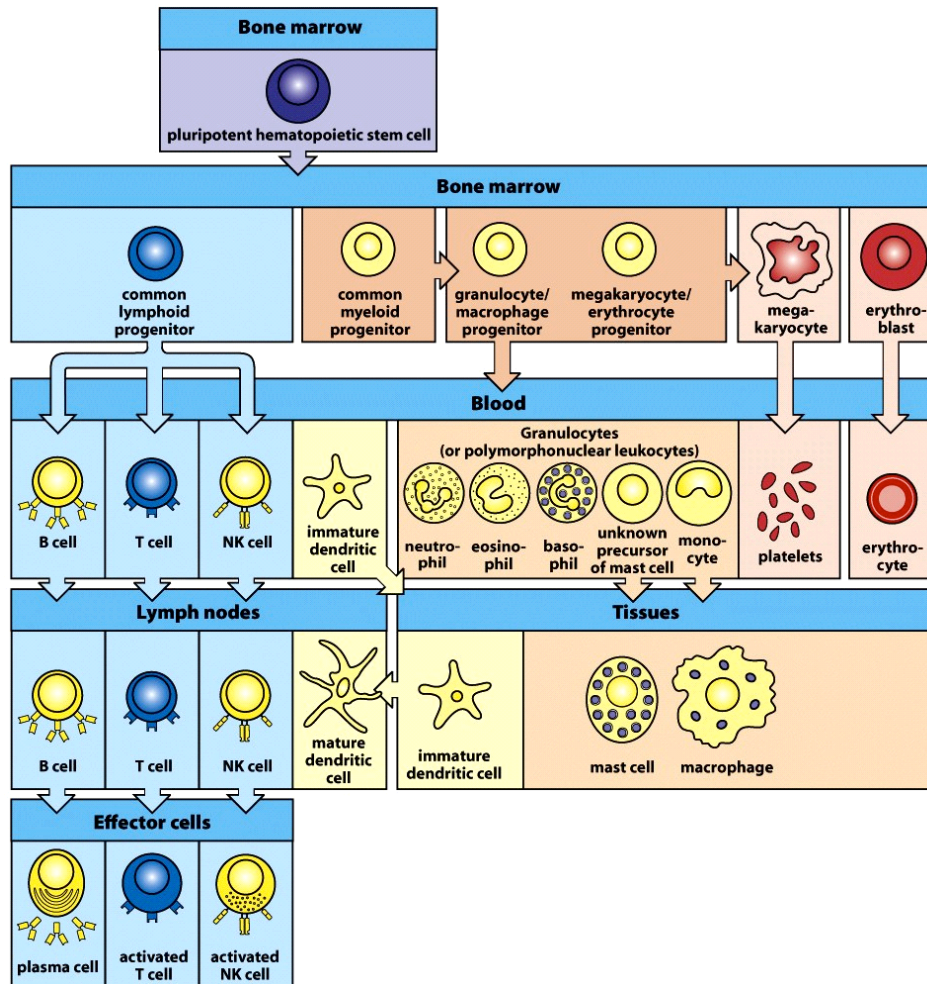 Bone marrow
pluripotent hematopoietic stem cell
Bone marrow
common
lymphoid
progenitor
common
myeloid
progenitor
granulocyte/
macrophage
progenitor
megakaryocyte/
erythrocyte
progenitor
mega-
karyocyte
erythro-
blast
Blood
Granulocytes
(or polymorphonuclear leukocytes)
B cell
T cell
NK cell
immature
dendritic
cell
neutro-
phil
eosino-
phil
baso-
phil
unknown
precursor
of mast cell
mono-
cyte
platelets
erythro-
cyte
Lymph nodes
Tissues
B cell
T cell
NK cell
mature
dendritic
cell
immature
dendritic cell
mast cell
macrophage
Effector cells
plasma cell
activated
T cell
activated
NK cell